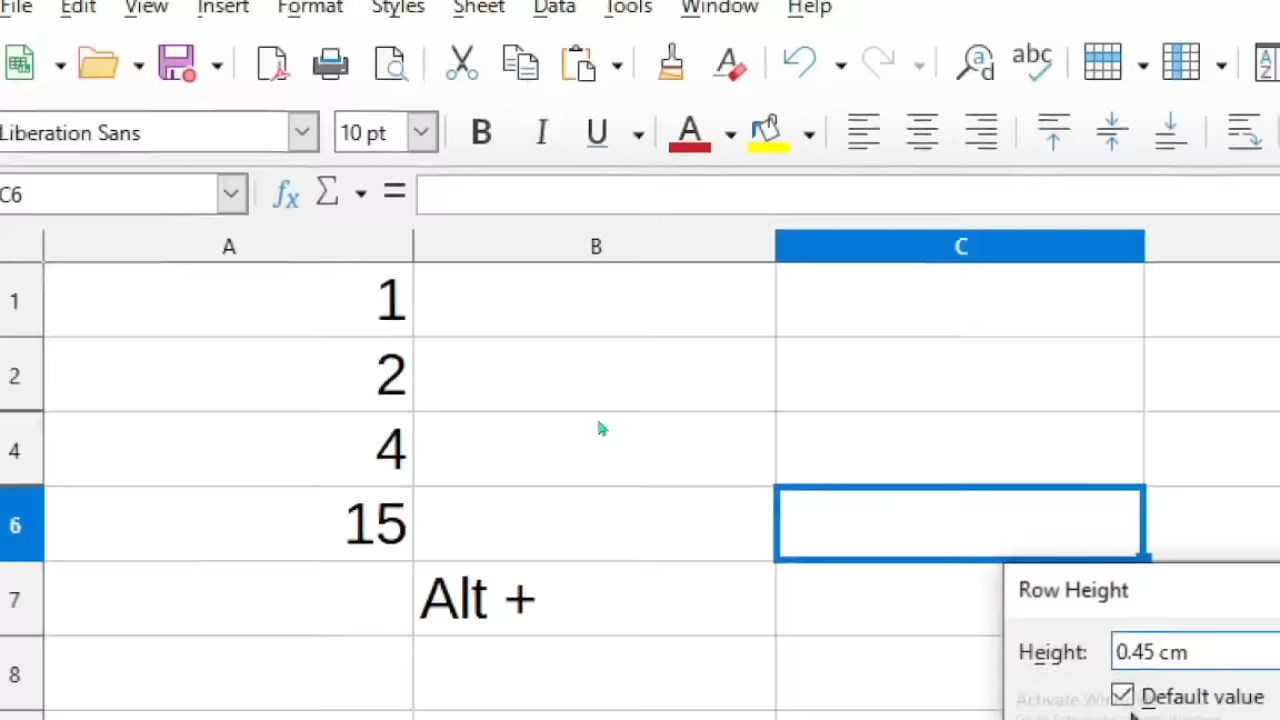 File Edit View Insert Format Styles Sheet Data Tools Window Help
Liberation Sans 10 pt B I U A
C6 fx Σ =
A B C
1 1
2 2
4 4
6 15
7 Alt +
8
Row Height
Height: 0.45 cm
Default value